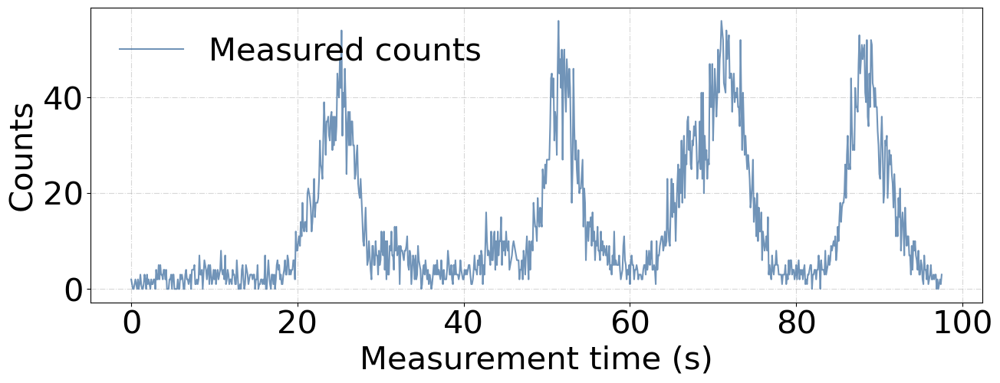 Measured counts
Counts
40
20
0
0 20 40 60 80 100
Measurement time (s)